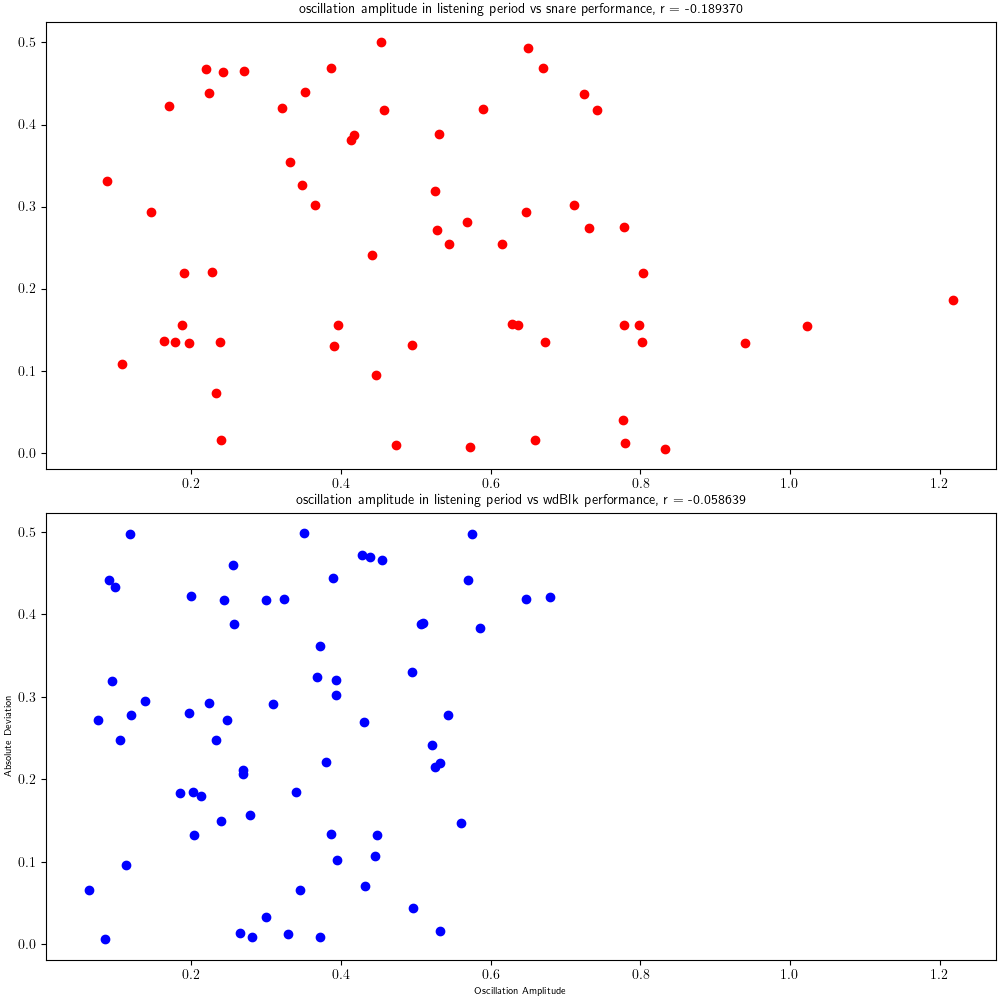 oscillation amplitude in listening period vs snare performance, r = -0.189370
0.5
0.4
0.3
0.2
0.1
0.0
0.2 0.4 0.6 0.8 1.0 1.2
oscillation amplitude in listening period vs wdBlk performance, r = -0.058639
0.5
0.4
0.3
0.2
0.1
0.0
Absolute Deviation
0.2 0.4 0.6 0.8 1.0 1.2
Oscillation Amplitude